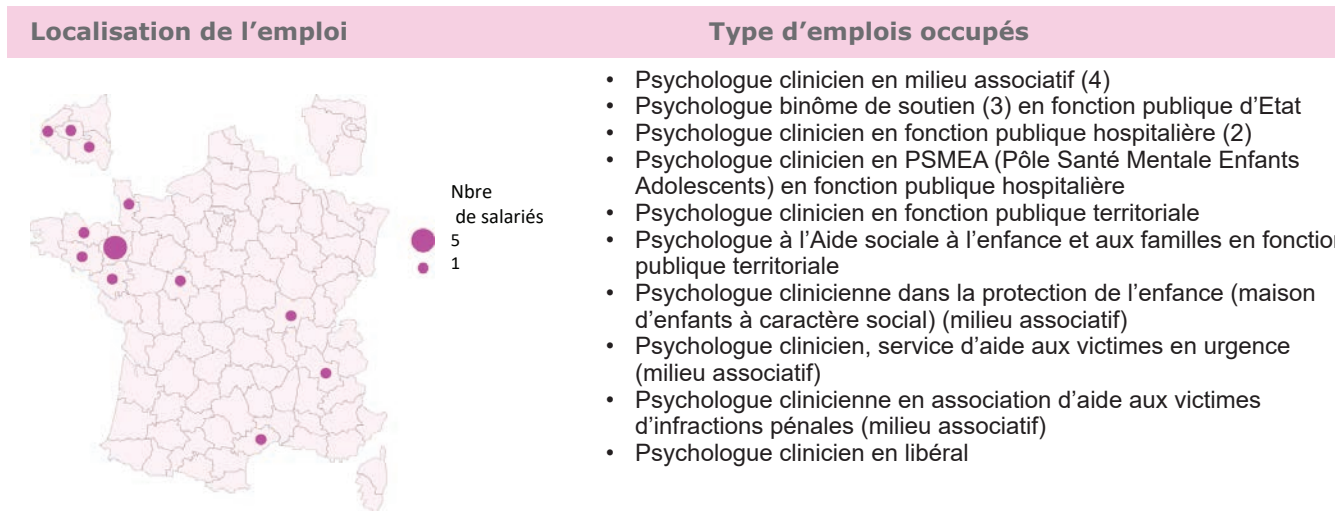 Localisation de l’emploi
Type d’emplois occupés
Nbre
de salariés
5
1
• Psychologue clinicien en milieu associatif (4)
• Psychologue binôme de soutien (3) en fonction publique d’Etat
• Psychologue clinicien en fonction publique hospitalière (2)
• Psychologue clinicien en PSMEA (Pôle Santé Mentale Enfants
Adolescents) en fonction publique hospitalière
• Psychologue clinicien en fonction publique territoriale
• Psychologue à l’Aide sociale à l’enfance et aux familles en fonction
publique territoriale
• Psychologue clinicienne dans la protection de l’enfance (maison
d’enfants à caractère social) (milieu associatif)
• Psychologue clinicien, service d’aide aux victimes en urgence
(milieu associatif)
• Psychologue clinicienne en association d’aide aux victimes
d’infractions pénales (milieu associatif)
• Psychologue clinicien en libéral